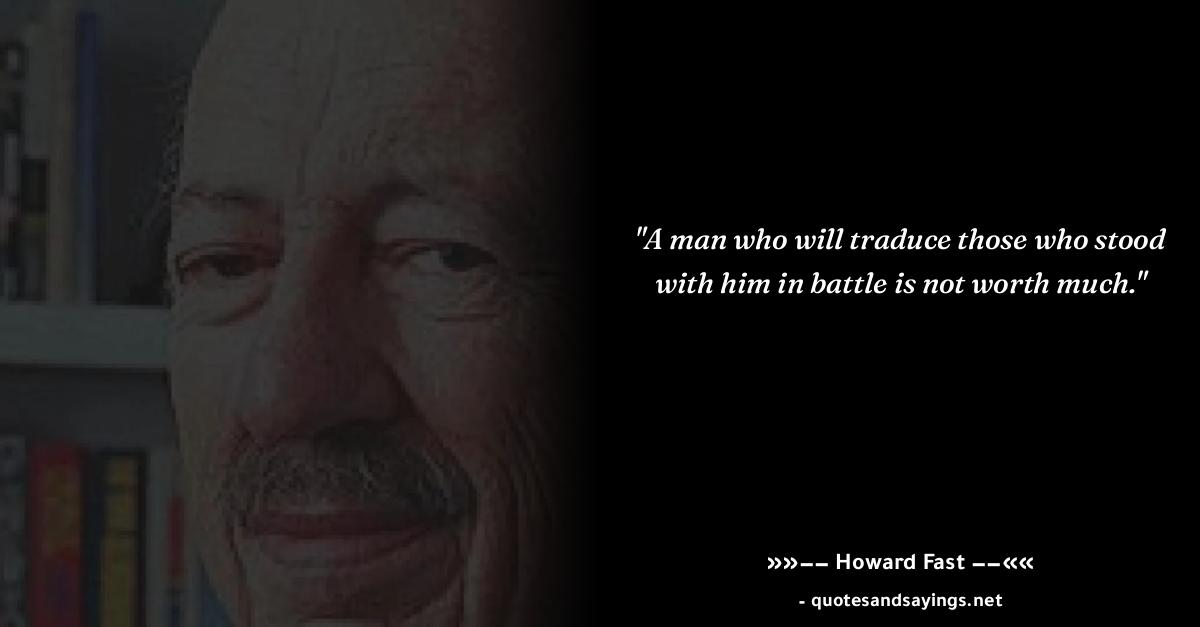 "A man who will traduce those who stood
with him in battle is not worth much."
»»–– Howard Fast ––««
- quotesandsayings.net